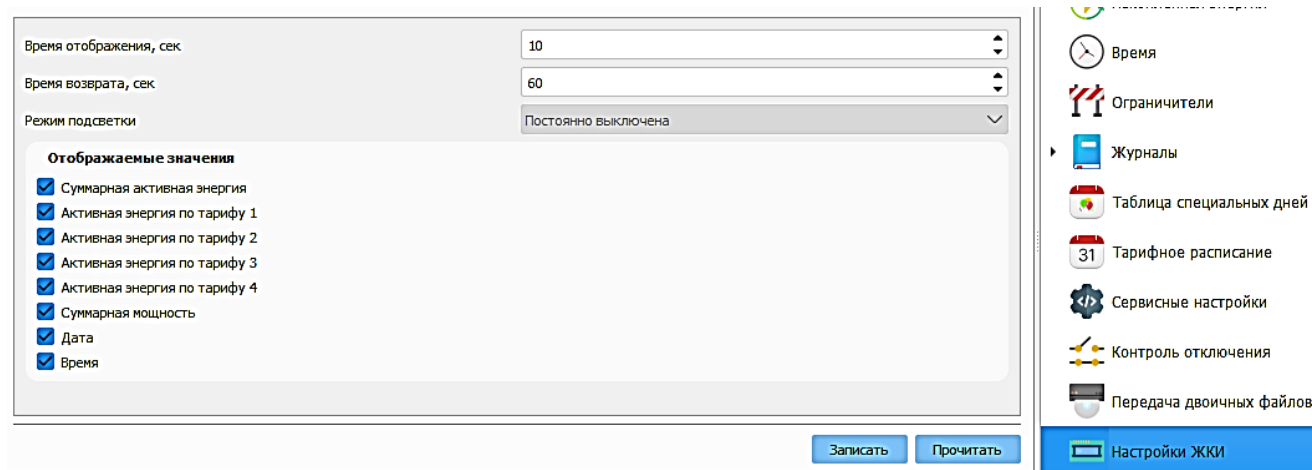 Время отображения, сек
10
Время возврата, сек
60
Режим подсветки
Постоянно выключена
Отображаемые значения
Суммарная активная энергия
Активная энергия по тарифу 1
Активная энергия по тарифу 2
Активная энергия по тарифу 3
Активная энергия по тарифу 4
Суммарная мощность
Дата
Время
Записать
Прочитать
Время
Ограничители
Журналы
Таблица специальных дней
31
Тарифное расписание
Сервисные настройки
Контроль отключения
Передача двоичных файлов
Настройки ЖКИ